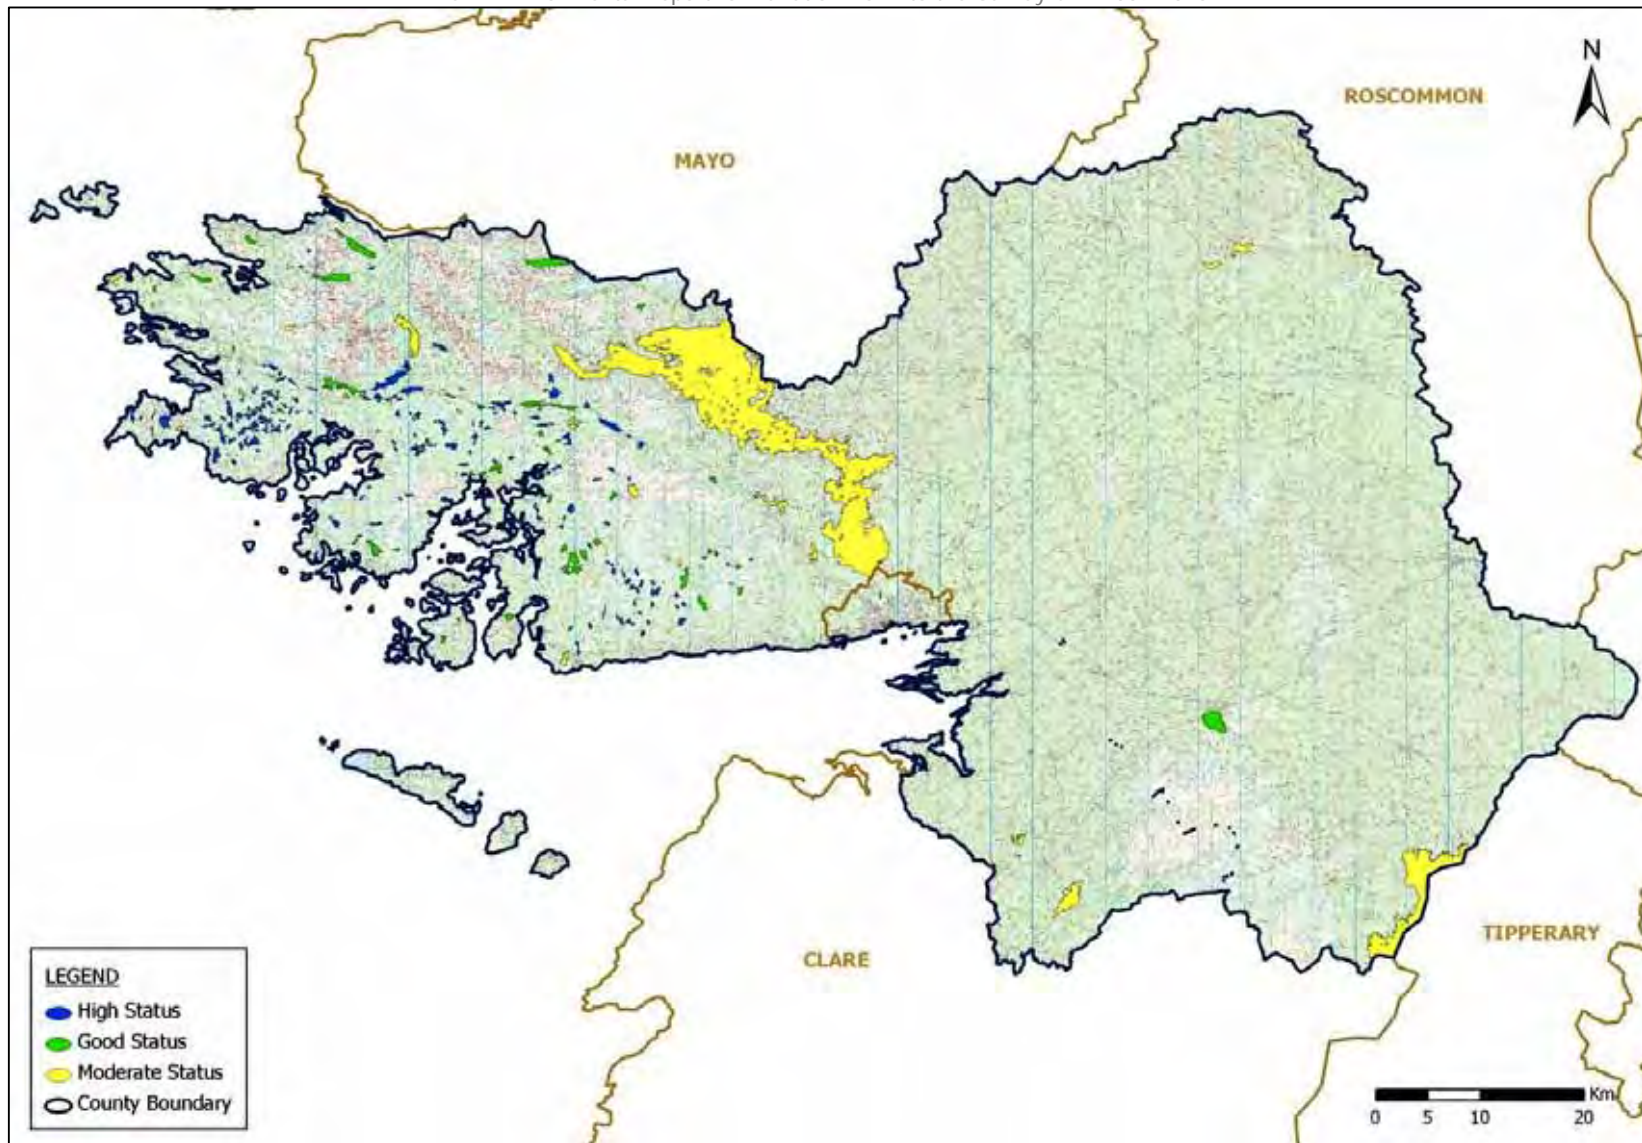 N
ROSCOMMON
MAYO
CLARE
TIPPERARY
LEGEND
High Status
Good Status
Moderate Status
County Boundary
Km
0 5 10 20